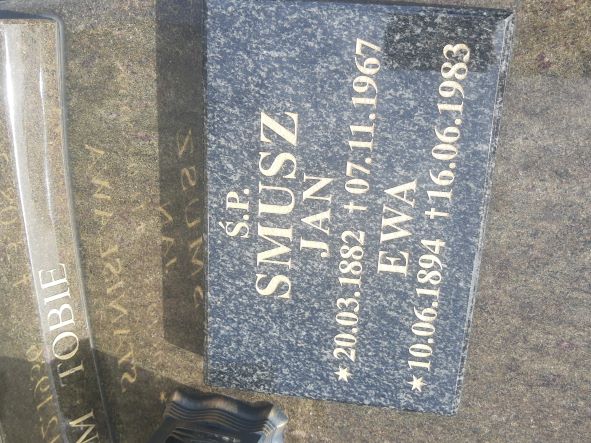 Ś.P.
SMUSZ
JAN
★20.03.1882 †07.11.1967
EWA
★10.06.1894 †16.06.1983
M TOBIE